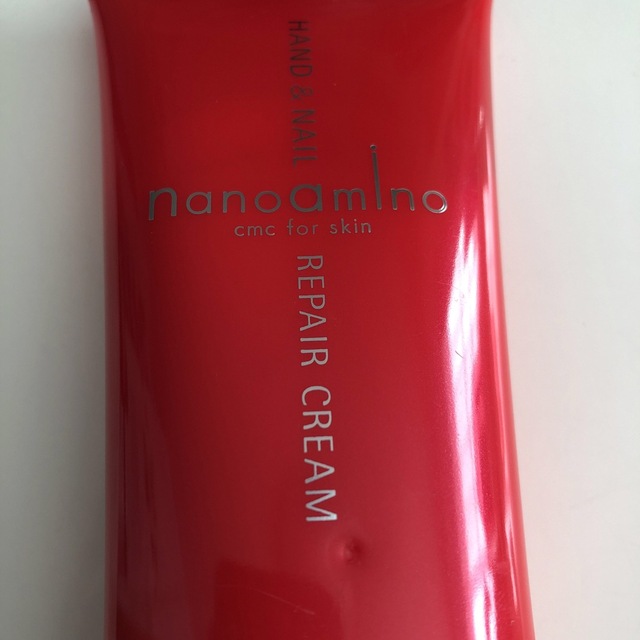 HAND & NAIL
nanoamino
cmc for skin
REPAIR CREAM